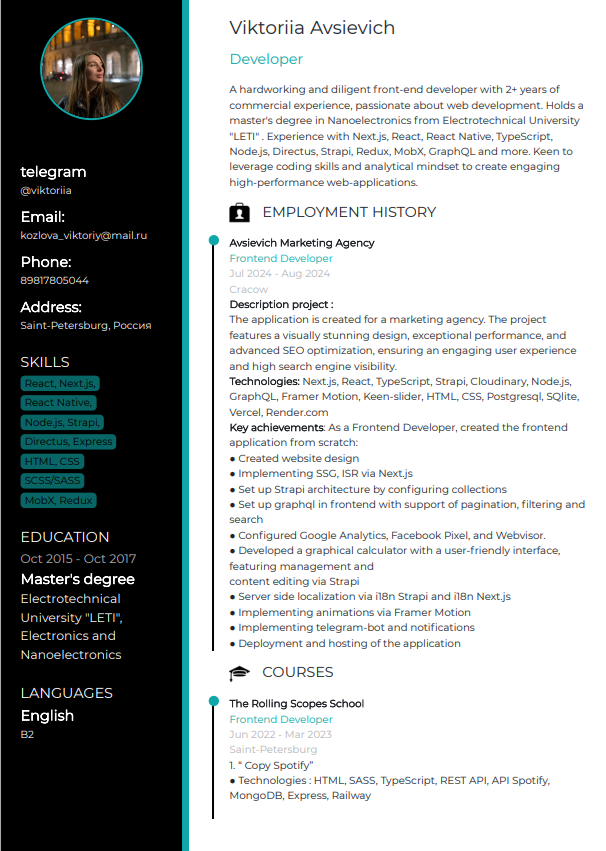 telegram
@viktoriia
Email:
kozlova_viktoriy@mail.ru
Phone:
89817805044
Address:
Saint-Petersburg, Россия
SKILLS
React, Next.js,
React Native,
Node.js, Strapi,
Directus, Express
HTML, CSS
SCSS/SASS
MobX, Redux
EDUCATION
Oct 2015 - Oct 2017
Master's degree
Electrotechnical
University "LETI",
Electronics and
Nanoelectronics
LANGUAGES
English
B2
Viktoriia Avsievich
Developer
A hardworking and diligent front-end developer with 2+ years of
commercial experience, passionate about web development. Holds a
master's degree in Nanoelectronics from Electrotechnical University
"LETI" . Experience with Next.js, React, React Native, TypeScript,
Node.js, Directus, Strapi, Redux, MobX, GraphQL and more. Keen to
leverage coding skills and analytical mindset to create engaging
high-performance web-applications.
EMPLOYMENT HISTORY
Avsievich Marketing Agency
Frontend Developer
Jul 2024 - Aug 2024
Cracow
Description project :
The application is created for a marketing agency. The project
features a visually stunning design, exceptional performance, and
advanced SEO optimization, ensuring an engaging user experience
and high search engine visibility.
Technologies: Next.js, React, TypeScript, Strapi, Cloudinary, Node.js,
GraphQL, Framer Motion, Keen-slider, HTML, CSS, Postgresql, SQlite,
Vercel, Render.com
Key achievements: As a Frontend Developer, created the frontend
application from scratch:
● Created website design
● Implementing SSG, ISR via Next.js
● Set up Strapi architecture by configuring collections
● Set up graphql in frontend with support of pagination, filtering and
search
● Configured Google Analytics, Facebook Pixel, and Webvisor.
● Developed a graphical calculator with a user-friendly interface,
featuring management and
content editing via Strapi
● Server side localization via i18n Strapi and i18n Next.js
● Implementing animations via Framer Motion
● Implementing telegram-bot and notifications
● Deployment and hosting of the application
COURSES
The Rolling Scopes School
Frontend Developer
Jun 2022 - Mar 2023
Saint-Petersburg
1. “ Copy Spotify”
● Technologies : HTML, SASS, TypeScript, REST API, API Spotify,
MongoDB, Express, Railway